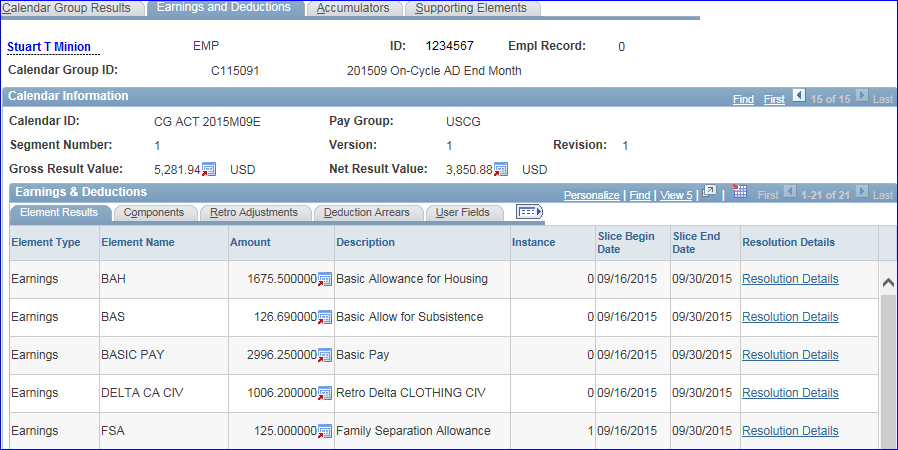 Calendar Group Results Earnings and Deductions Accumulators Supporting Elements
Stuart T Minion EMP ID: 1234567 Empl Record: 0
Calendar Group ID: C115091 201509 On-Cycle AD End Month
Calendar Information Find First 15 of 15 Last
Calendar ID: CG ACT 2015M09E Pay Group: USCG
Segment Number: 1 Version: 1 Revision: 1
Gross Result Value: 5,281.94 USD Net Result Value: 3,850.88 USD
Earnings & Deductions Personalize | Find | View 5 | | First 1-21 of 21 Last
Element Results Components Retro Adjustments Deduction Arrears User Fields
Element Type Element Name Amount Description Instance Slice Begin Date Slice End Date Resolution Details
Earnings BAH 1675.500000 Basic Allowance for Housing 0 09/16/2015 09/30/2015 Resolution Details
Earnings BAS 126.690000 Basic Allow for Subsistence 0 09/16/2015 09/30/2015 Resolution Details
Earnings BASIC PAY 2996.250000 Basic Pay 0 09/16/2015 09/30/2015 Resolution Details
Earnings DELTA CA CIV 1006.200000 Retro Delta CLOTHING CIV 0 09/16/2015 09/30/2015 Resolution Details
Earnings FSA 125.000000 Family Separation Allowance 1 09/16/2015 09/30/2015 Resolution Details